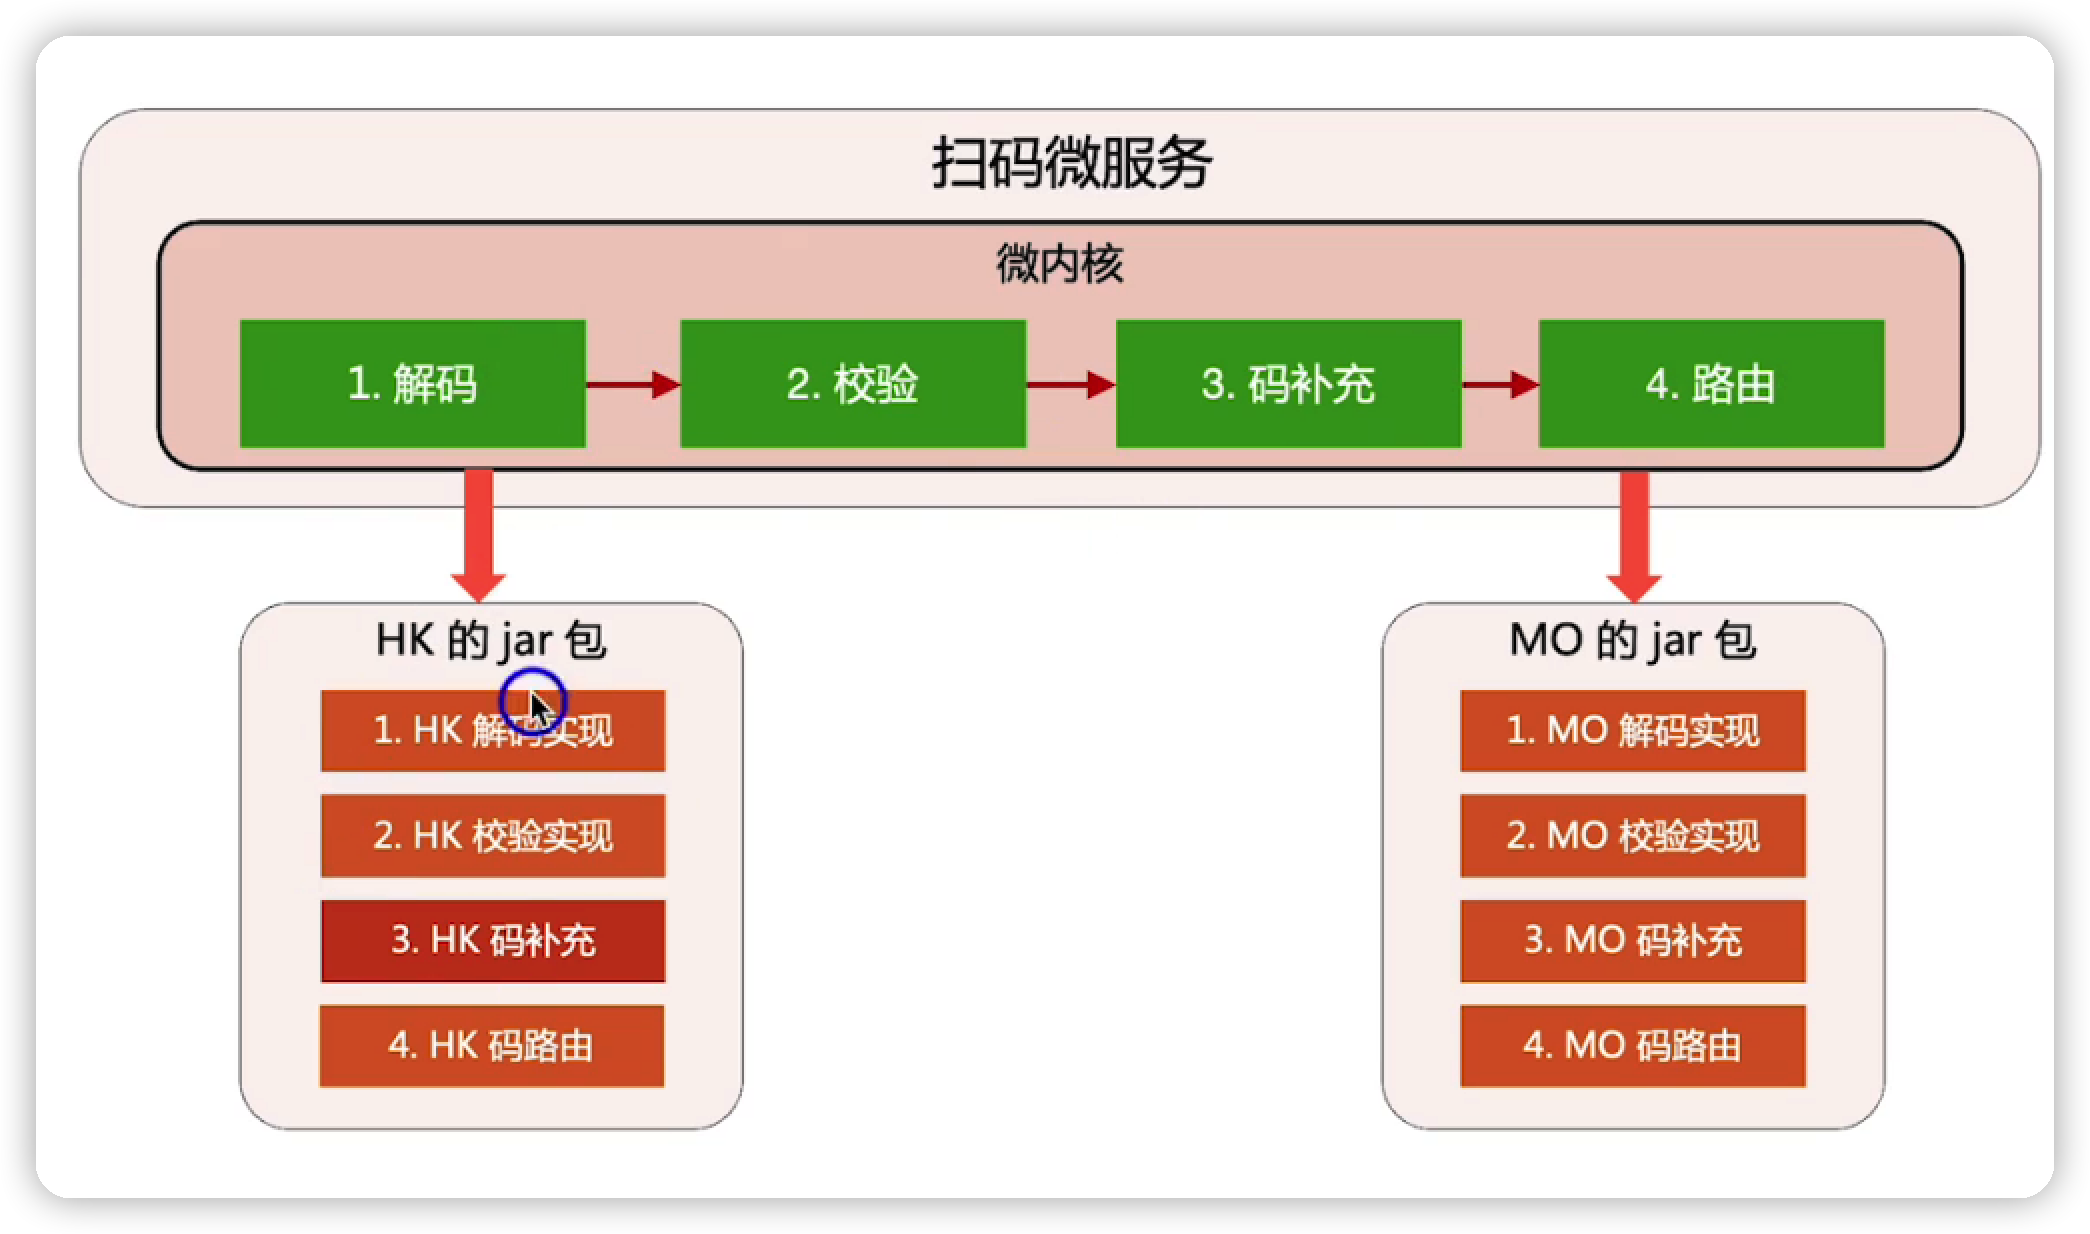 扫码微服务
微内核
1. 解码
2. 校验
3. 码补充
4. 路由
HK 的 jar 包
1. HK 解码实现
2. HK 校验实现
3. HK 码补充
4. HK 码路由
MO 的 jar 包
1. MO 解码实现
2. MO 校验实现
3. MO 码补充
4. MO 码路由